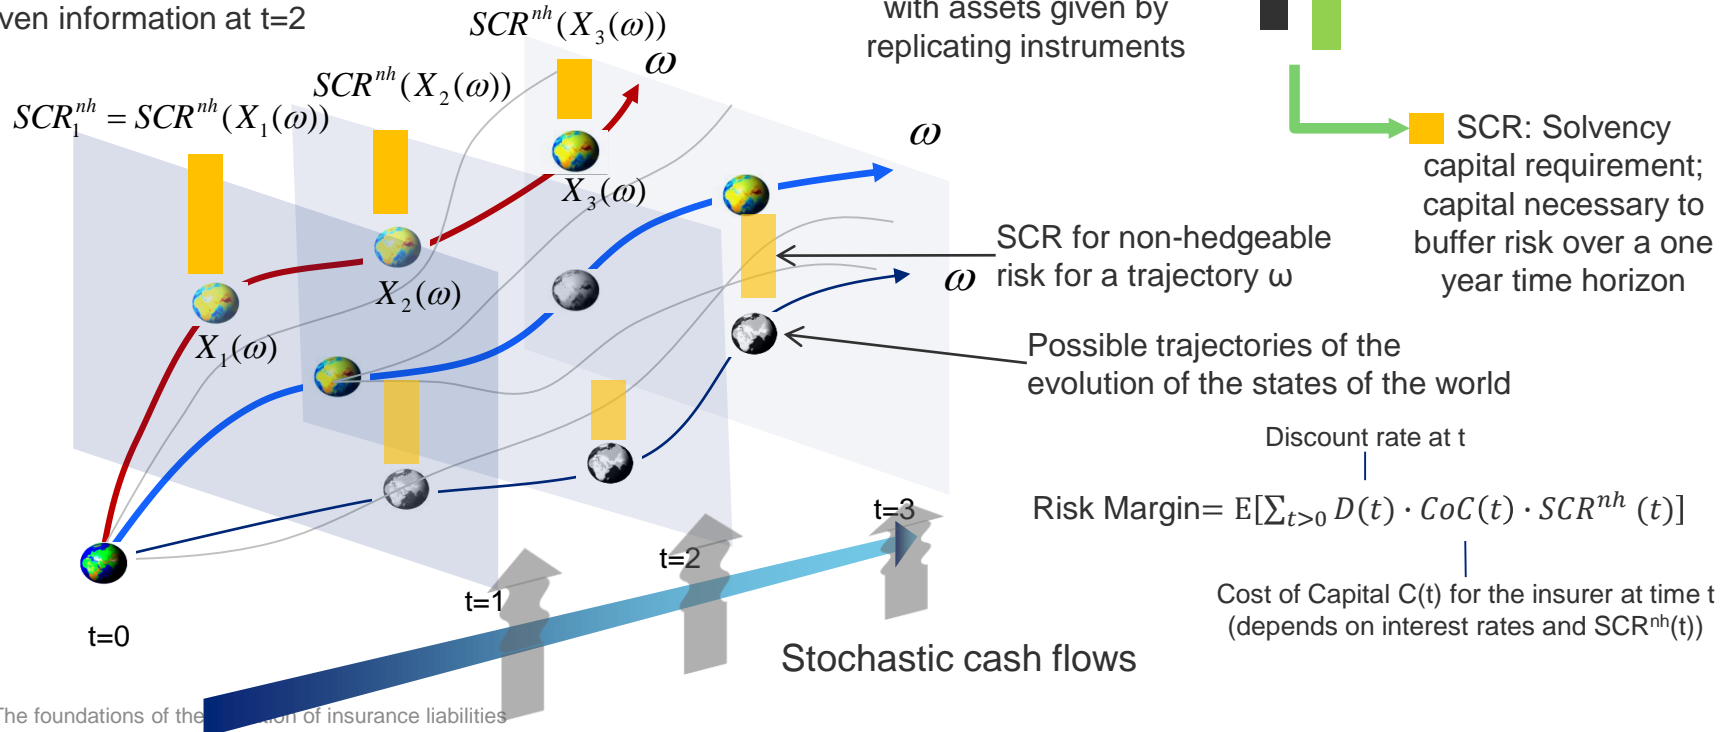 ven information at t=2
SCR^{nh}(X_3(ω))
with assets given by
replicating instruments
ω
SCR^{nh}(X_2(ω))
SCR_1^{nh} = SCR^{nh}(X_1(ω))
ω
SCR: Solvency
capital requirement;
capital necessary to
buffer risk over a one
year time horizon
X_3(ω)
SCR for non-hedgeable
risk for a trajectory ω
ω
X_2(ω)
X_1(ω)
Possible trajectories of the
evolution of the states of the world
Discount rate at t
Risk Margin= E[∑_{t>0} D(t) · CoC(t) · SCR^{nh} (t)]
Cost of Capital C(t) for the insurer at time t
(depends on interest rates and SCR^{nh}(t))
t=3
t=2
t=1
t=0
Stochastic cash flows
The foundations of the
of insurance liabilities